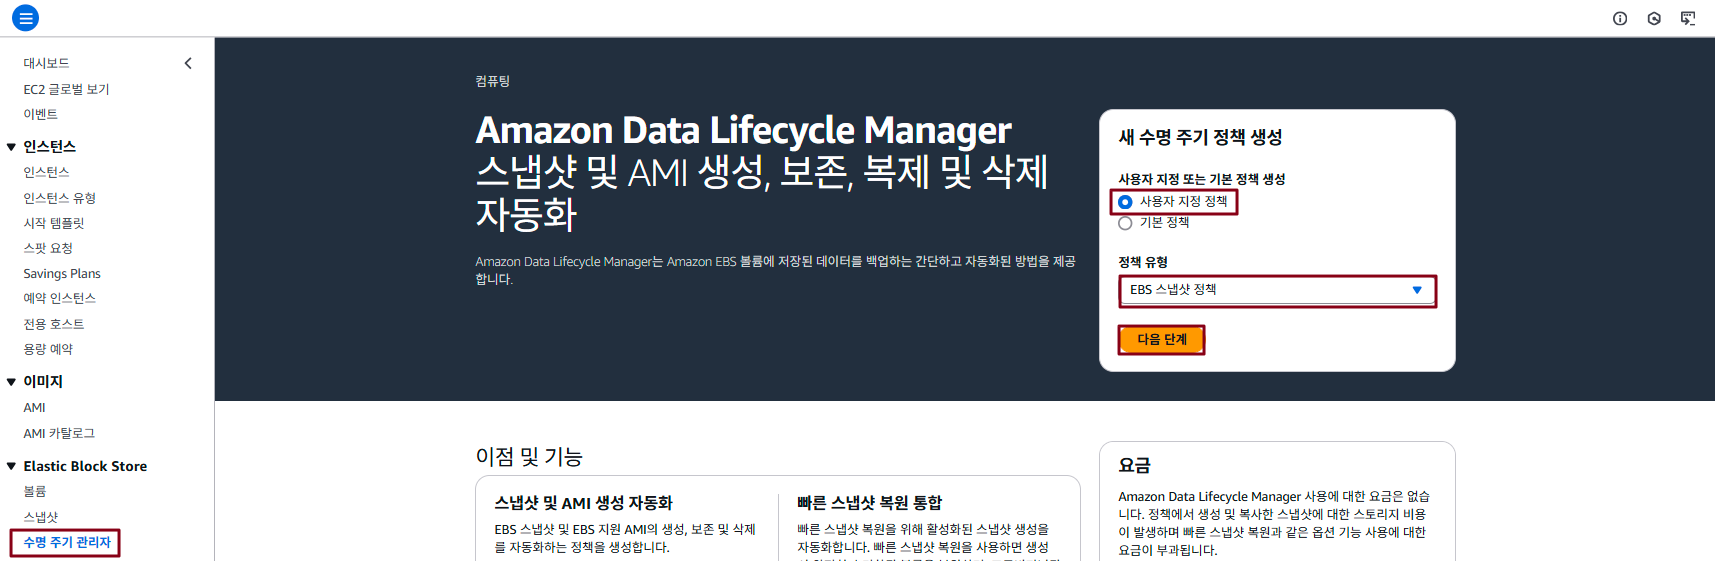 대시보드
EC2 글로벌 보기
이벤트
인스턴스
인스턴스
인스턴스 유형
시작 템플릿
스팟 요청
Savings Plans
예약 인스턴스
전용 호스트
용량 예약
이미지
AMI
AMI 카탈로그
Elastic Block Store
볼륨
스냅샷
수명 주기 관리자
컴퓨팅
Amazon Data Lifecycle Manager
스냅샷 및 AMI 생성, 보존, 복제 및 삭제
자동화
Amazon Data Lifecycle Manager는 Amazon EBS 볼륨에 저장된 데이터를 백업하는 간단하고 자동화된 방법을 제공
합니다.
새 수명 주기 정책 생성
사용자 지정 또는 기본 정책 생성
사용자 지정 정책
기본 정책
정책 유형
EBS 스냅샷 정책
다음 단계
이점 및 기능
스냅샷 및 AMI 생성 자동화
EBS 스냅샷 및 EBS 지원 AMI의 생성, 보존 및 삭제
를 자동화하는 정책을 생성합니다.
빠른 스냅샷 복원 통합
빠른 스냅샷 복원을 위해 활성화된 스냅샷 생성을
자동화합니다. 빠른 스냅샷 복원을 사용하면 생성
요금
Amazon Data Lifecycle Manager 사용에 대한 요금은 없습
니다. 정책에서 생성 및 복사한 스냅샷에 대한 스토리지 비용
이 발생하며 빠른 스냅샷 복원과 같은 옵션 기능 사용에 대한
요금이 부과됩니다.